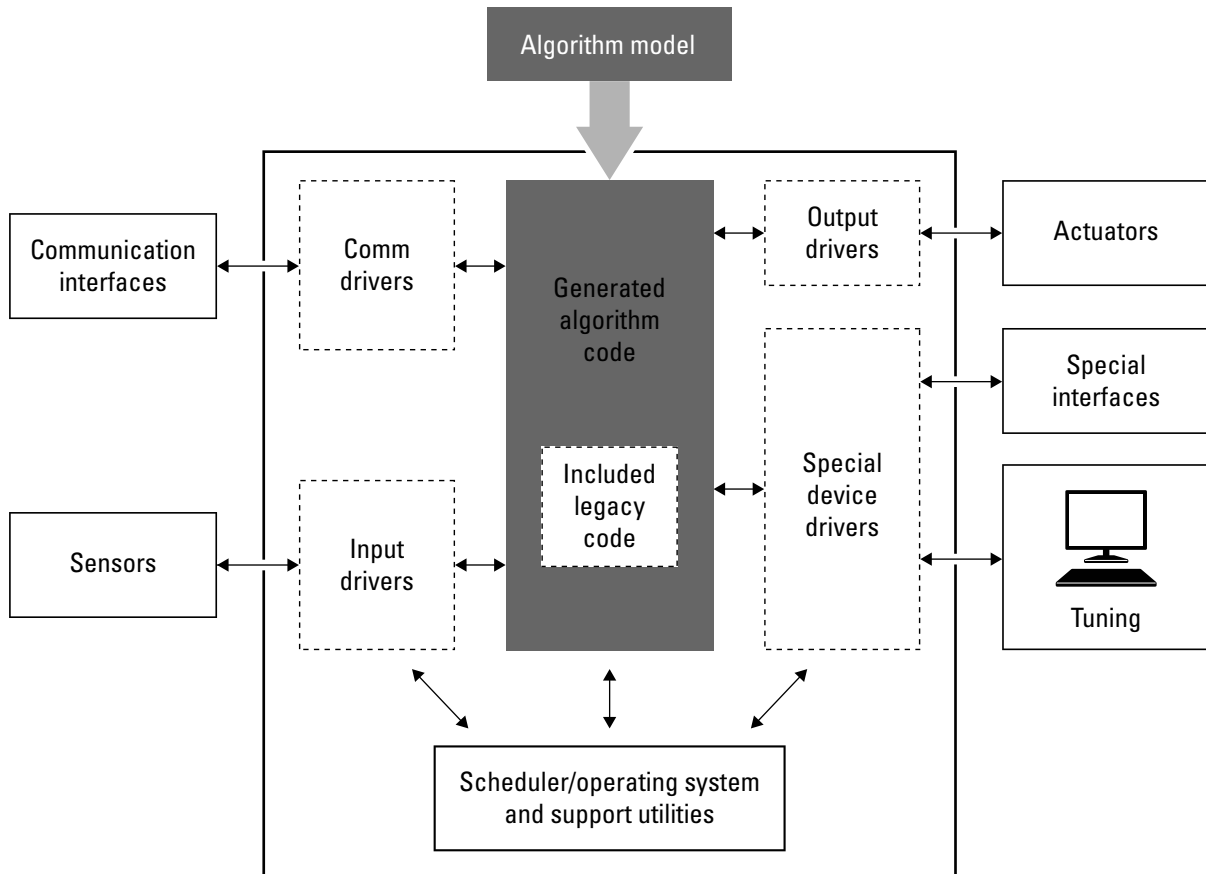 Algorithm model
Communication
interfaces
Comm
drivers
Generated
algorithm
code
Output
drivers
Actuators
Special
interfaces
Included
legacy
code
Special
device
drivers
Sensors
Input
drivers
Tuning
Scheduler/operating system
and support utilities